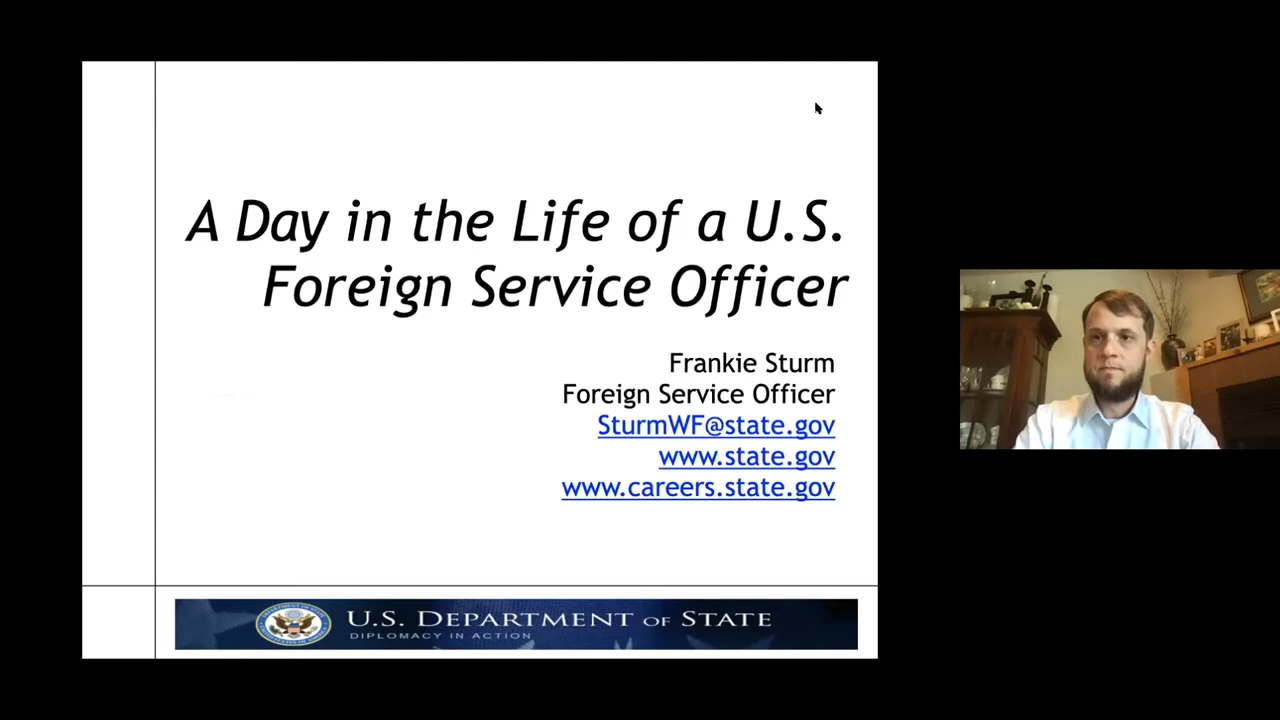 A Day in the Life of a U.S.
Foreign Service Officer
Frankie Sturm
Foreign Service Officer
SturmWF@state.gov
www.state.gov
www.careers.state.gov
U.S. DEPARTMENT OF STATE
DIPLOMACY IN ACTION